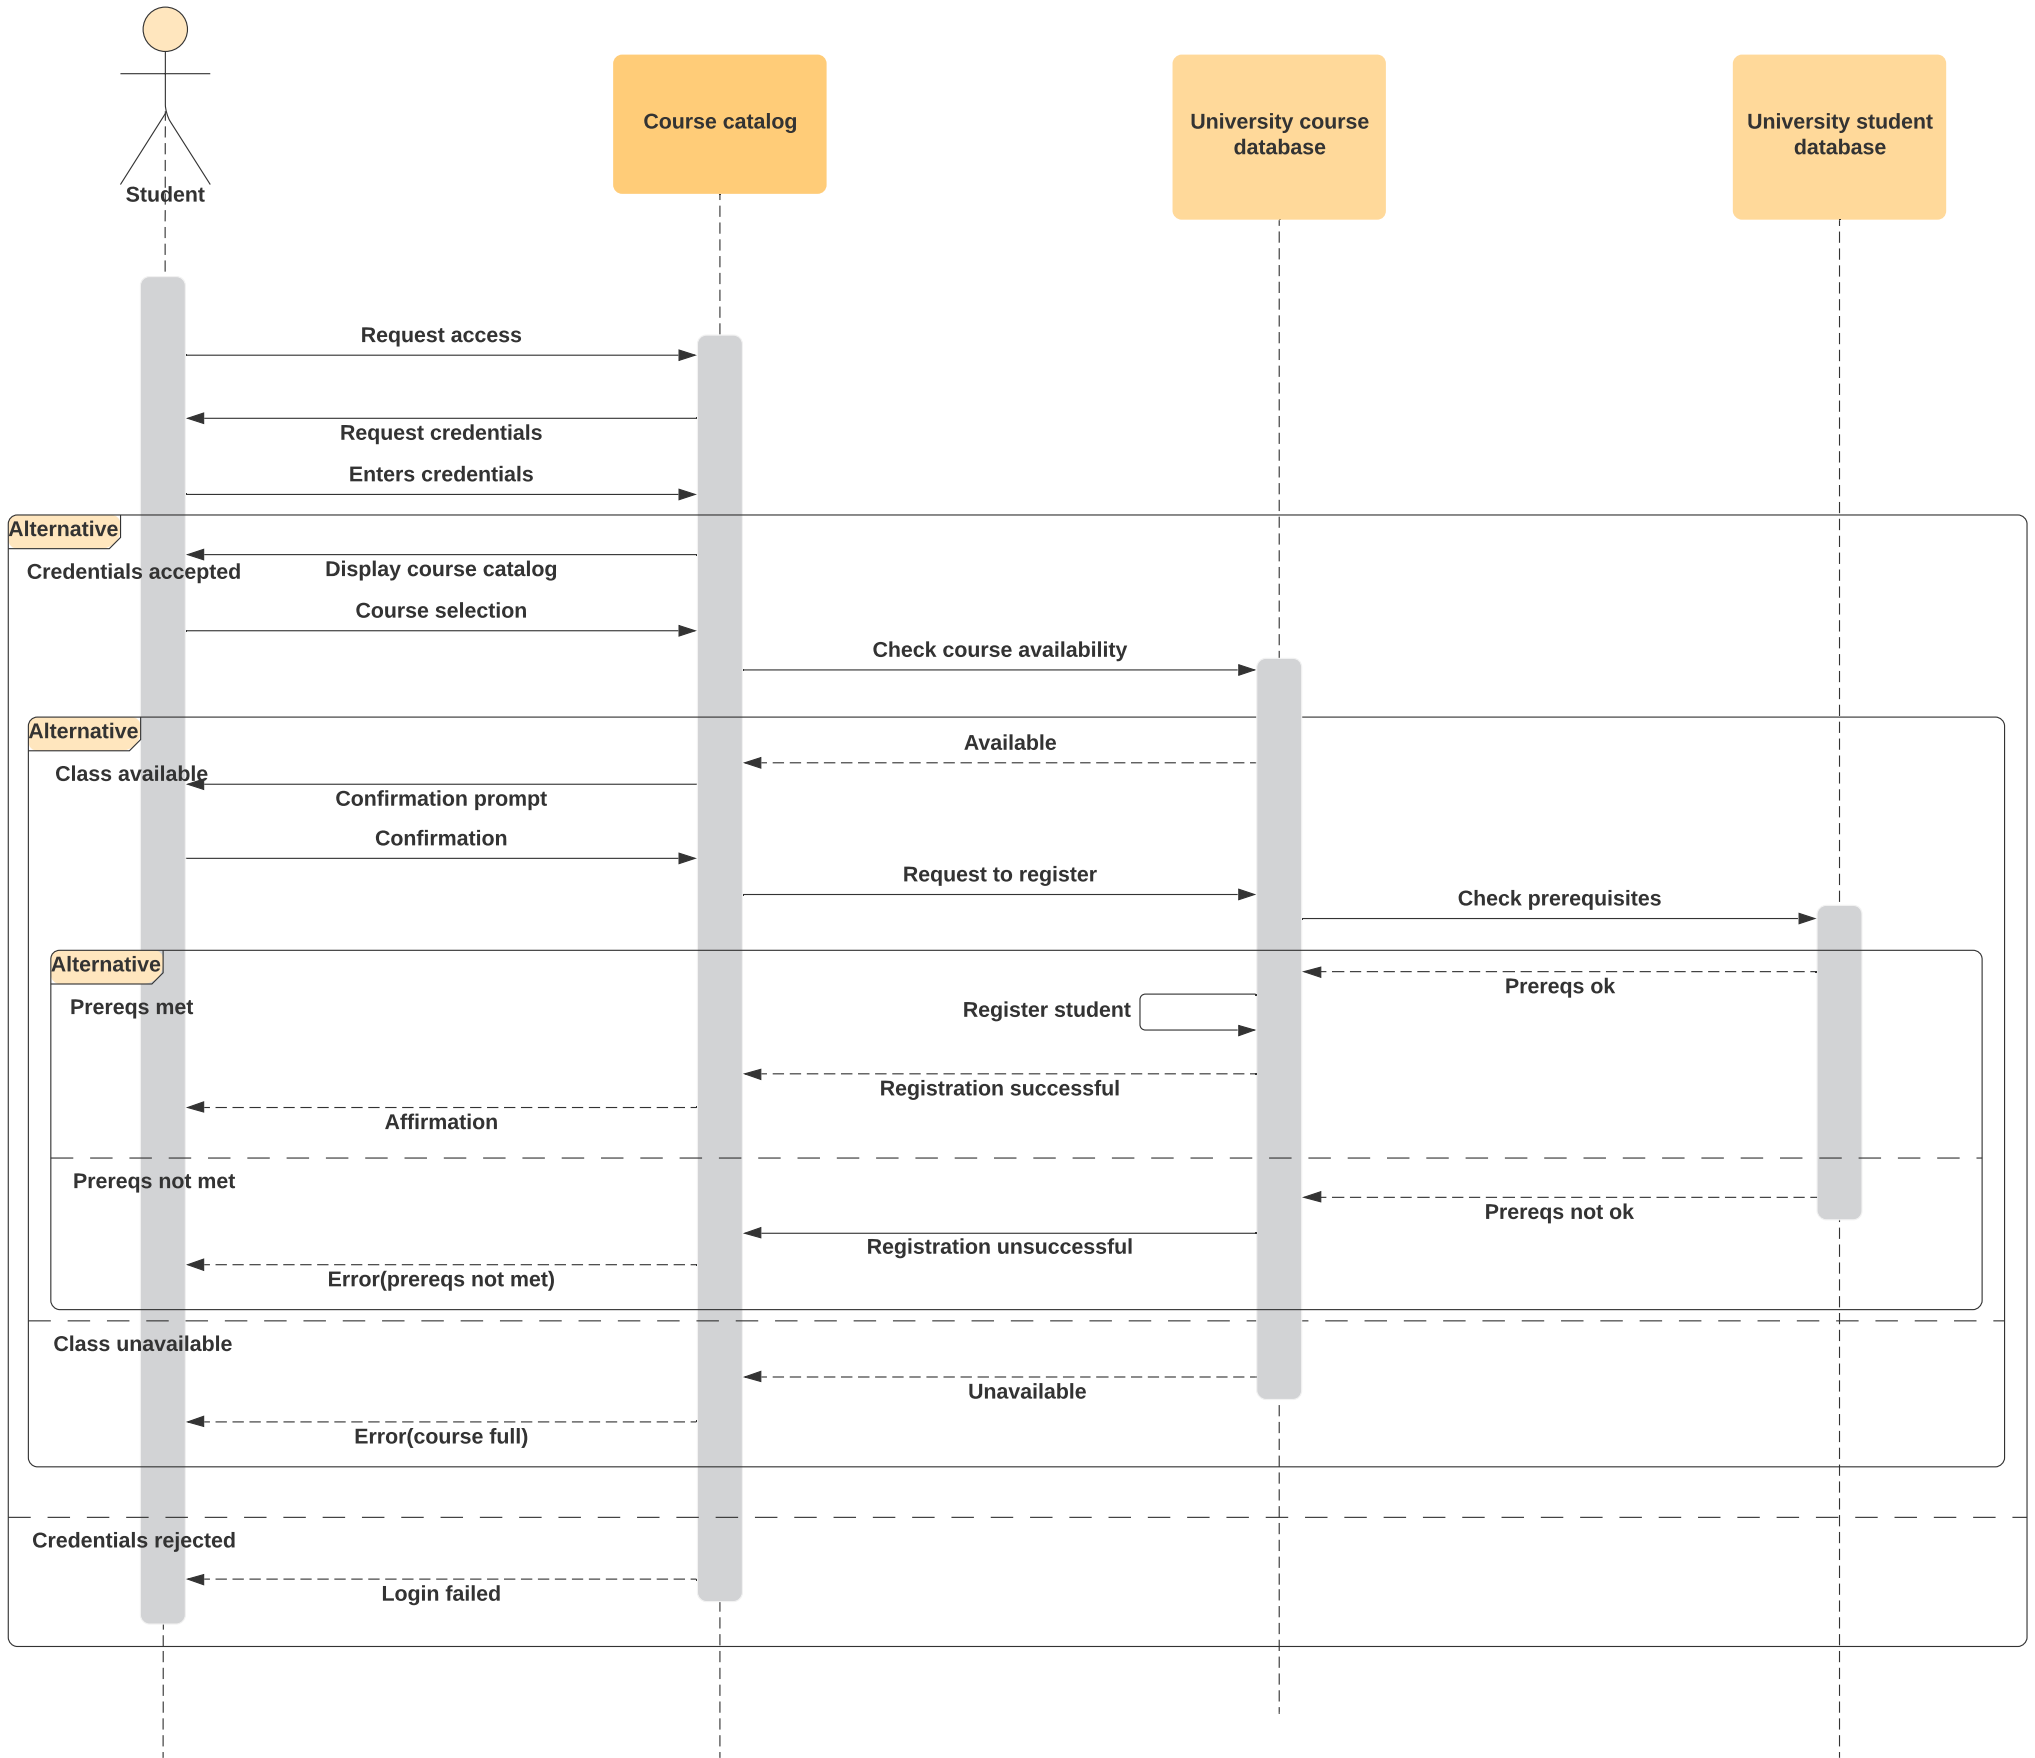 Course catalog
University course
database
University student
database
Student
Request access
Request credentials
Enters credentials
Alternative
Credentials accepted
Display course catalog
Course selection
Check course availability
Alternative
Available
Class available
Confirmation prompt
Confirmation
Request to register
Check prerequisites
Alternative
Prereqs ok
Prereqs met
Register student
Registration successful
Affirmation
Prereqs not met
Prereqs not ok
Registration unsuccessful
Error(prereqs not met)
Class unavailable
Unavailable
Error(course full)
Credentials rejected
Login failed